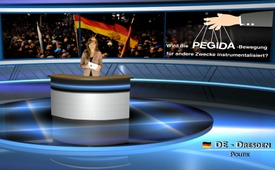 Wird die PEGIDA-Bewegung
für andere Zwecke instrumentalisiert?
DE - Dresden
Politik